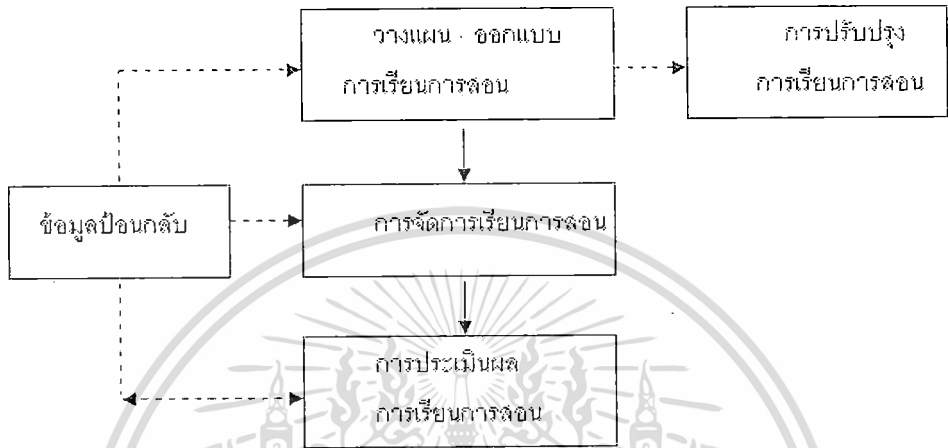 วางแผน - ออกแบบ
การเรียนการสอน
การปรับปรุง
การเรียนการสอน
ข้อมูลป้อนกลับ
การจัดการเรียนการสอน
การประเมินผล
การเรียนการสอน